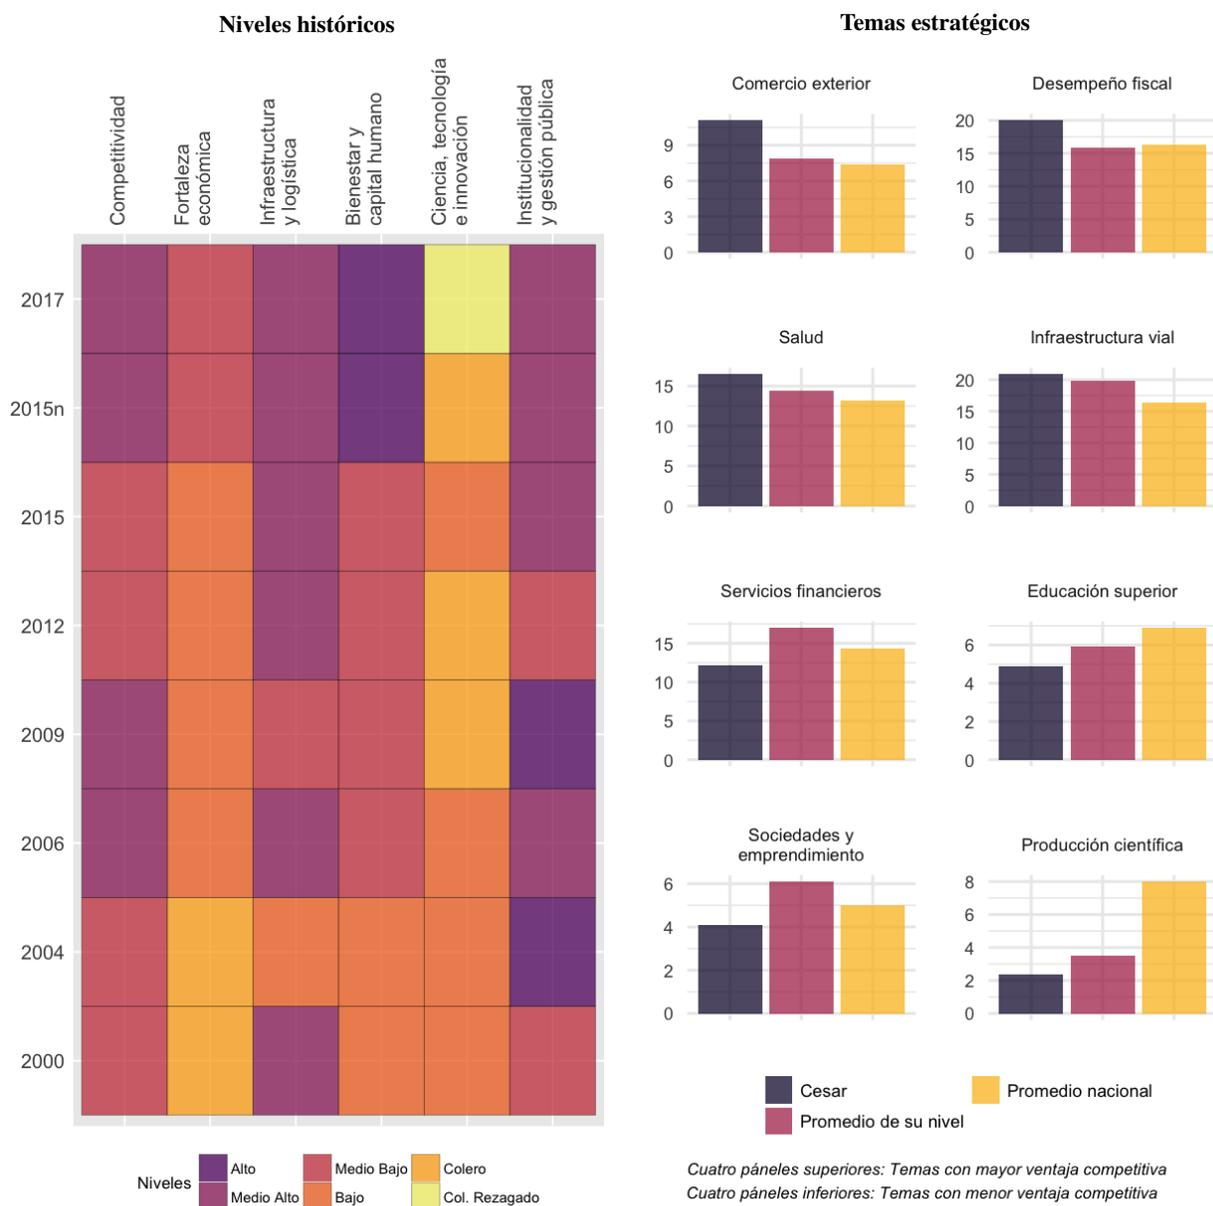 Niveles históricos
Competitividad
Fortaleza
económica
Infraestructura
y logística
Bienestar y
capital humano
Ciencia, tecnología
e innovación
Institucionalidad
y gestión pública
2017
2015n
2015
2012
2009
2006
2004
2000
Niveles
Alto
Medio Alto
Medio Bajo
Bajo
Colero
Col. Rezagado
Temas estratégicos
Comercio exterior
9
6
3
0
Desempeño fiscal
20
15
10
5
0
Salud
15
10
5
0
Infraestructura vial
20
15
10
5
0
Servicios financieros
15
10
5
0
Educación superior
6
4
2
0
Sociedades y
emprendimiento
6
4
2
0
Producción científica
8
6
4
2
0
Cesar
Promedio de su nivel
Promedio nacional
Cuatro páneles superiores: Temas con mayor ventaja competitiva
Cuatro páneles inferiores: Temas con menor ventaja competitiva